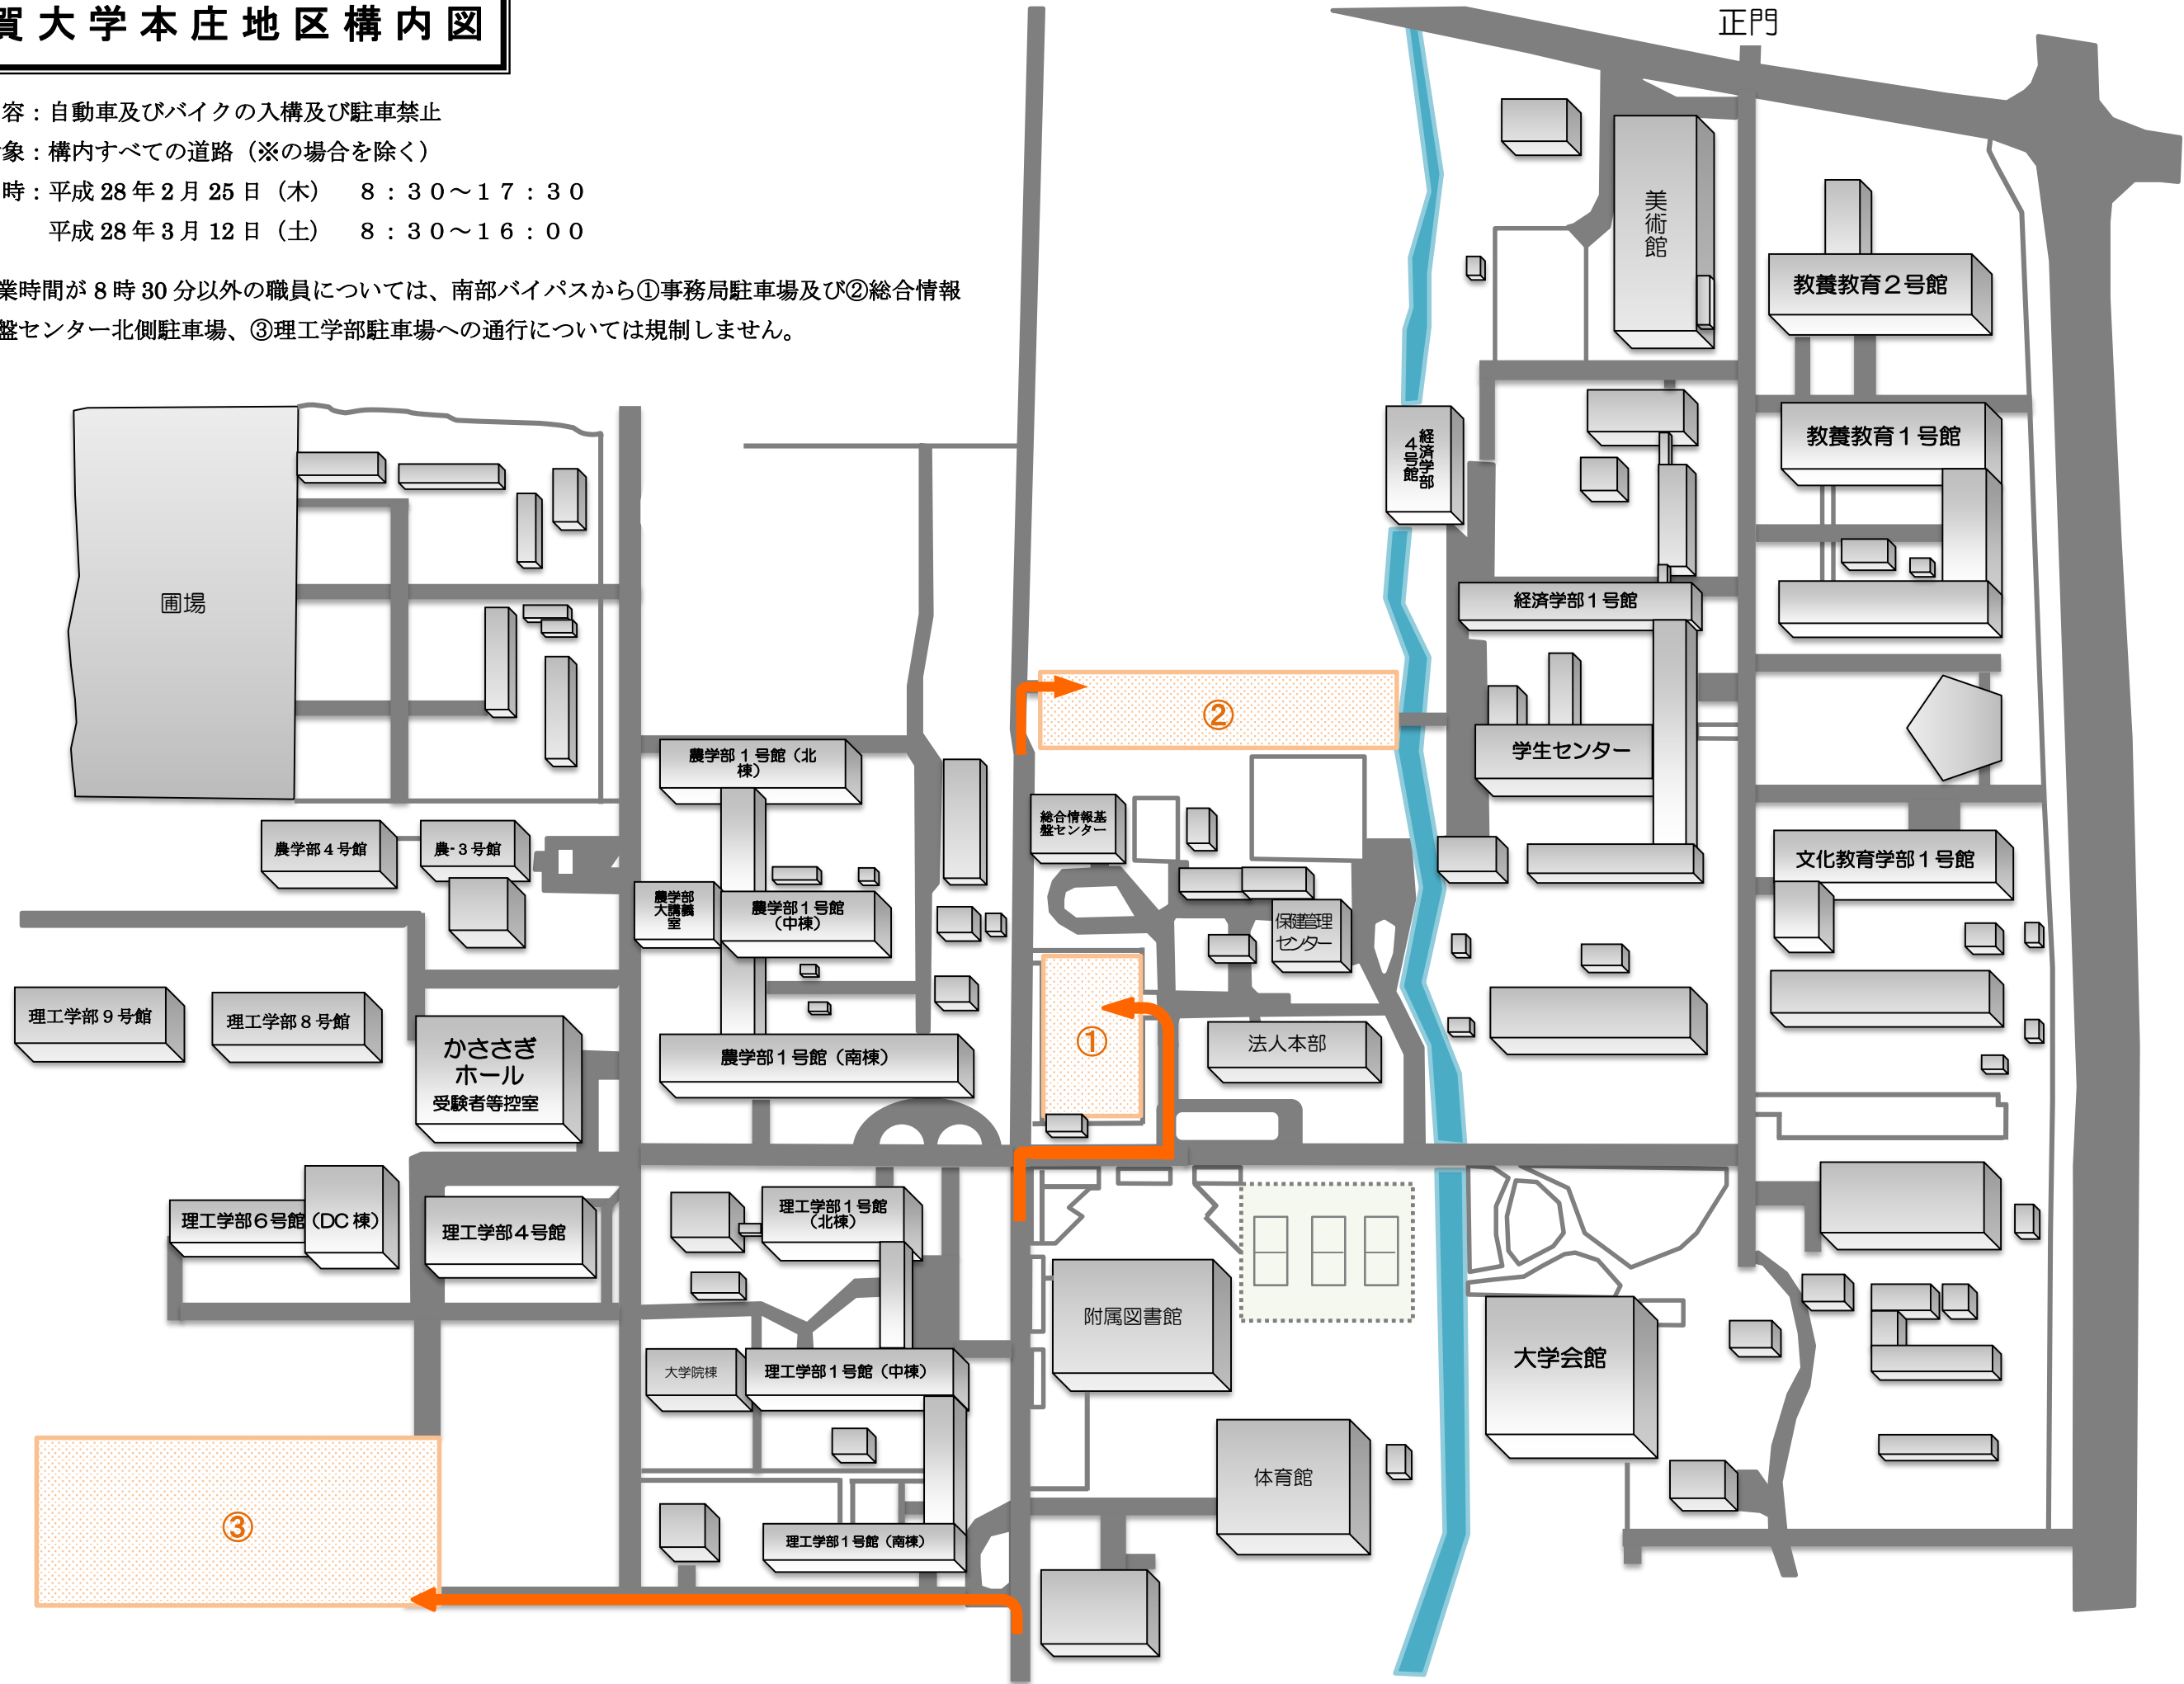 賀大学本庄地区構内図
容：自動車及びバイクの入構及び駐車禁止
象：構内すべての道路（※の場合を除く）
時：平成 28 年 2 月 25 日（木）　８：３０～１７：３０
平成 28 年 3 月 12 日（土）　８：３０～１６：００
業時間が 8 時 30 分以外の職員については、南部バイパスから①事務局駐車場及び②総合情報
盤センター北側駐車場、③理工学部駐車場への通行については規制しません。
正門
美術館
教養教育２号館
教養教育１号館
経済学部
４号館
圃場
経済学部１号館
②
学生センター
農学部１号館（北
棟）
総合情報基
盤センター
農学部４号館
農-３号館
文化教育学部１号館
農学部
大講義
室
農学部１号館
（中棟）
保健管理
センター
理工学部９号館
理工学部８号館
かささぎ
ホール
受験者等控室
農学部１号館（南棟）
①
法人本部
理工学部６号館
（DC 棟）
理工学部４号館
理工学部１号館
（北棟）
附属図書館
大学会館
大学院棟
理工学部１号館（中棟）
体育館
③
理工学部１号館（南棟）